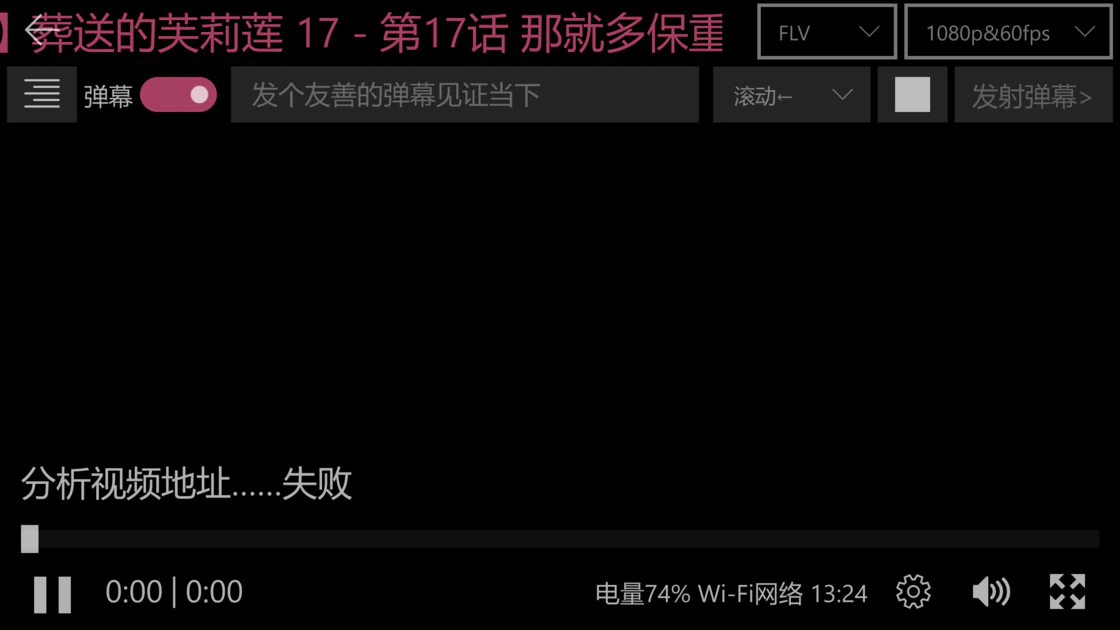 】葬送的芙莉莲 17 - 第17话 那就多保重
FLV
1080p&60fps
弹幕
发个友善的弹幕见证当下
滚动←
发射弹幕>
分析视频地址......失败
0:00 | 0:00
电量74% Wi-Fi网络 13:24